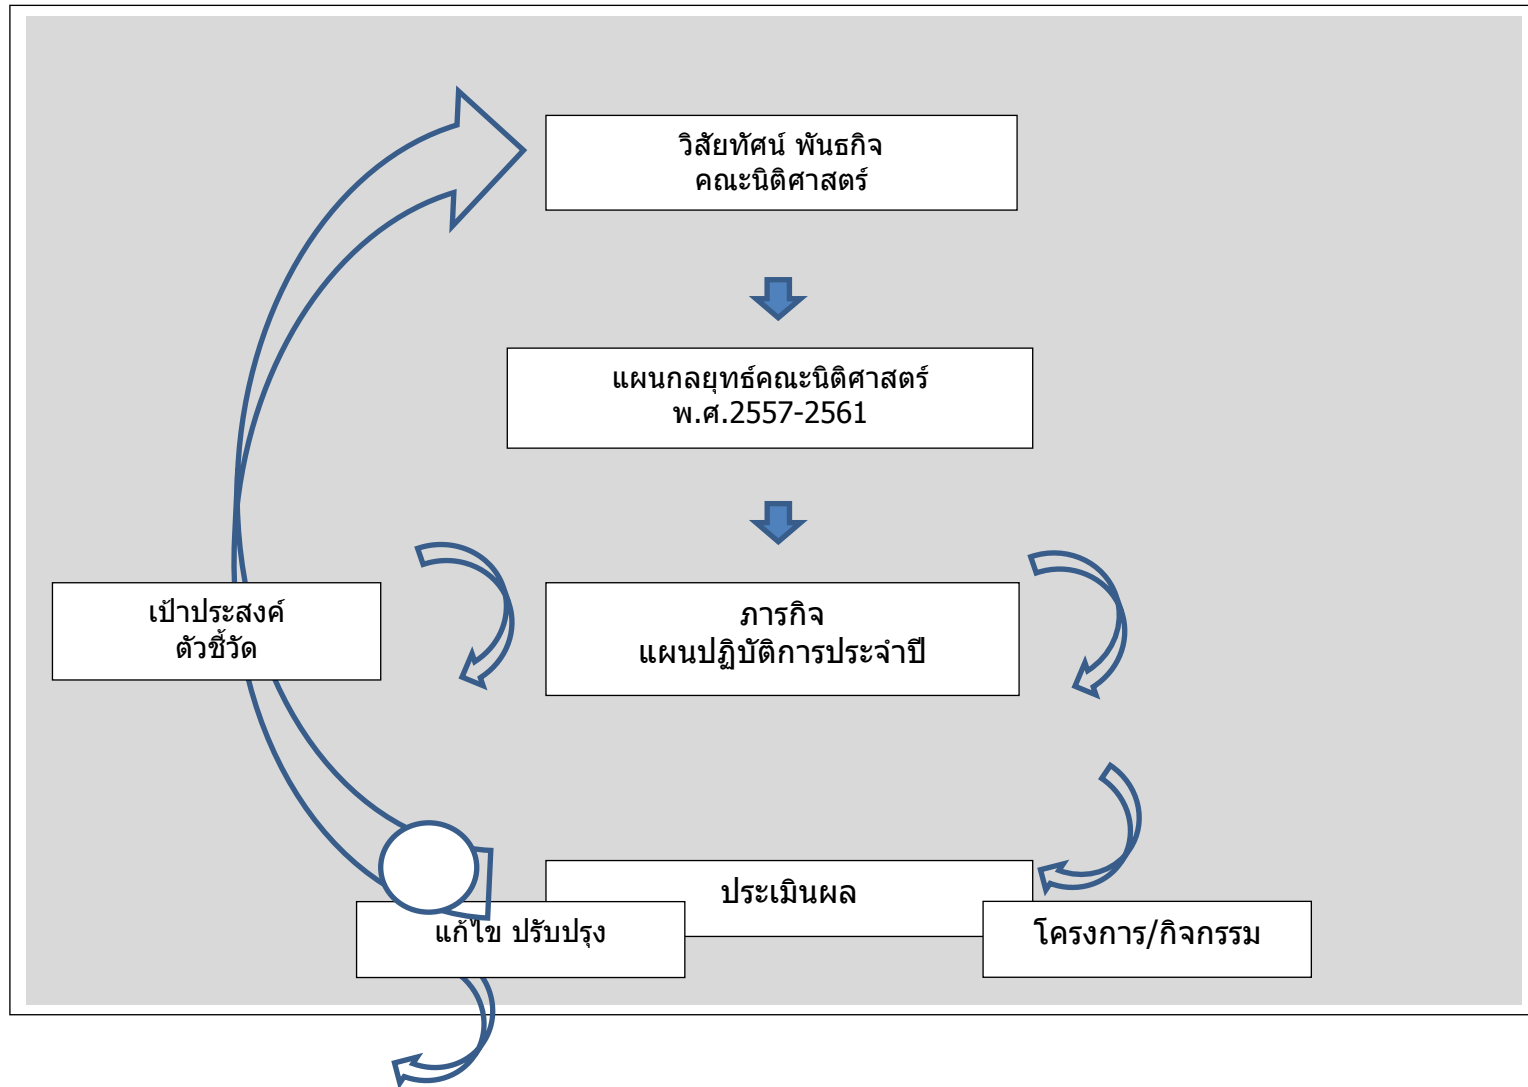 วิสัยทัศน์ พันธกิจ
คณะนิติศาสตร์
แผนกลยุทธ์คณะนิติศาสตร์
พ.ศ.2557-2561
เป้าประสงค์
ตัวชี้วัด
ภารกิจ
แผนปฏิบัติการประจำปี
ประเมินผล
แก้ไข ปรับปรุง
โครงการ/กิจกรรม